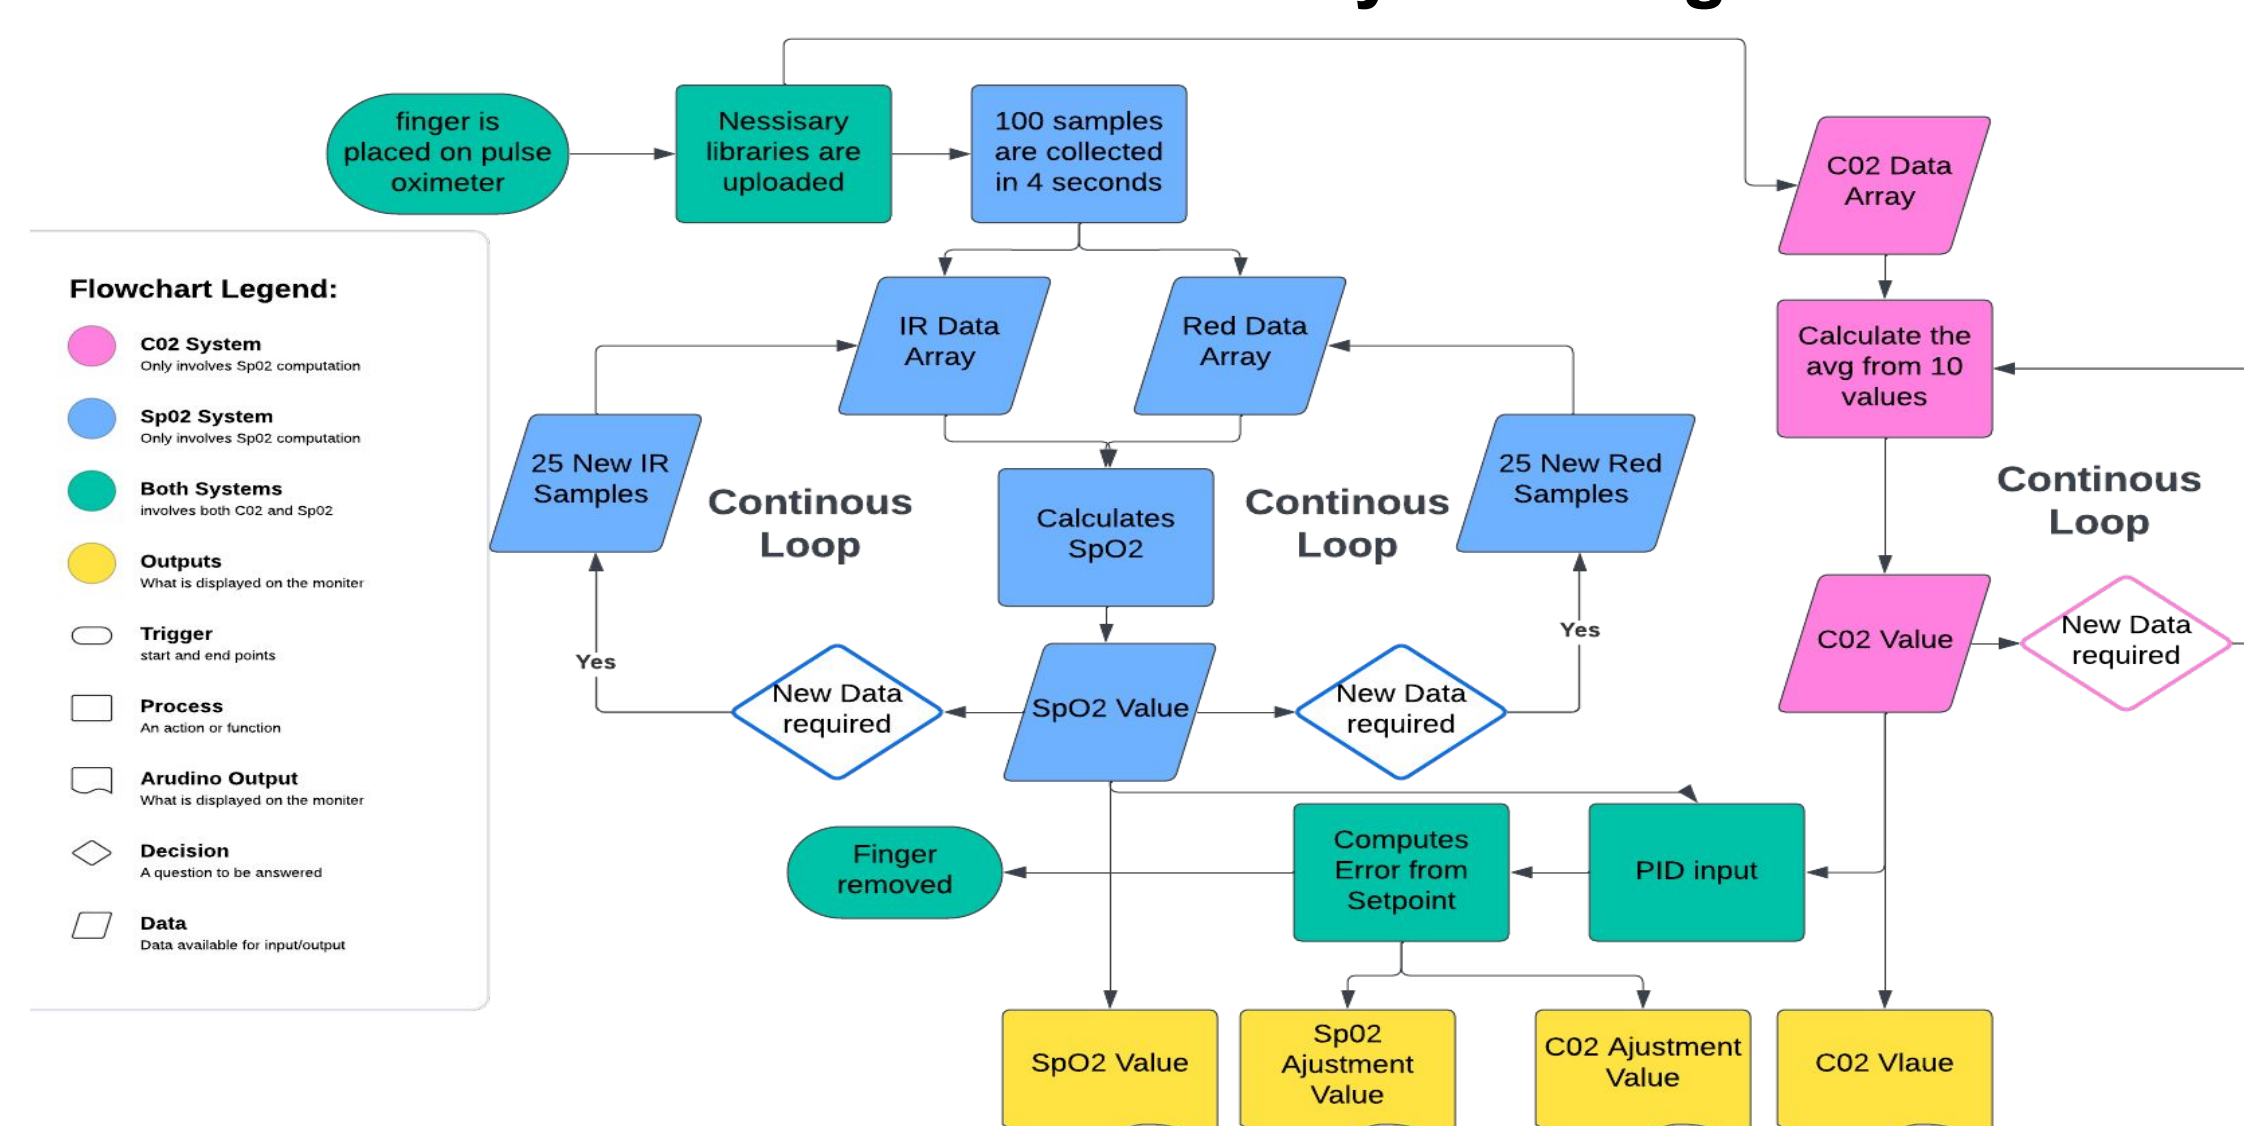 finger is
placed on pulse
oximeter
Nessisary
libraries are
uploaded
100 samples
are collected
in 4 seconds
C02 Data
Array
Flowchart Legend:
C02 System
Only involves Sp02 computation
Sp02 System
Only involves Sp02 computation
Both Systems
involves both C02 and Sp02
Outputs
What is displayed on the moniter
Trigger
start and end points
Process
An action or function
Arudino Output
What is displayed on the moniter
Decision
A question to be answered
Data
Data available for input/output
IR Data
Array
Red Data
Array
Calculate the
avg from 10
values
25 New IR
Samples
Continous
Loop
Calculates
SpO2
Continous
Loop
25 New Red
Samples
Continous
Loop
Yes
New Data
required
SpO2 Value
New Data
required
Yes
C02 Value
New Data
required
Finger
removed
Computes
Error from
Setpoint
PID input
SpO2 Value
Sp02
Ajustment
Value
C02 Ajustment
Value
C02 Vlaue